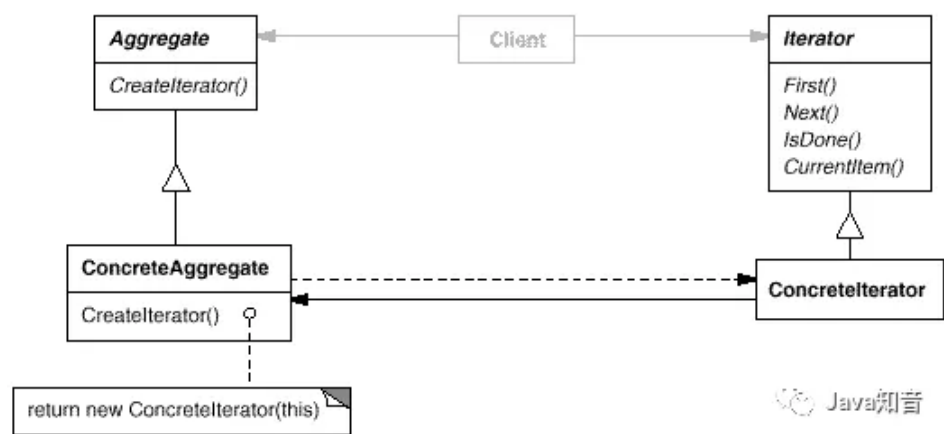 Aggregate
CreateIterator()
Client
Iterator
First()
Next()
IsDone()
CurrentItem()
ConcreteAggregate
CreateIterator()
ConcreteIterator
return new ConcreteIterator(this)
Java知音